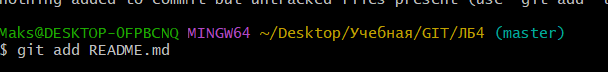 nothing added to commit but untracked files present (use "git add" t
Maks@DESKTOP-0FPBCNQ MINGW64 ~/Desktop/Учебная/GIT/ЛБ4 (master)
$ git add README.md